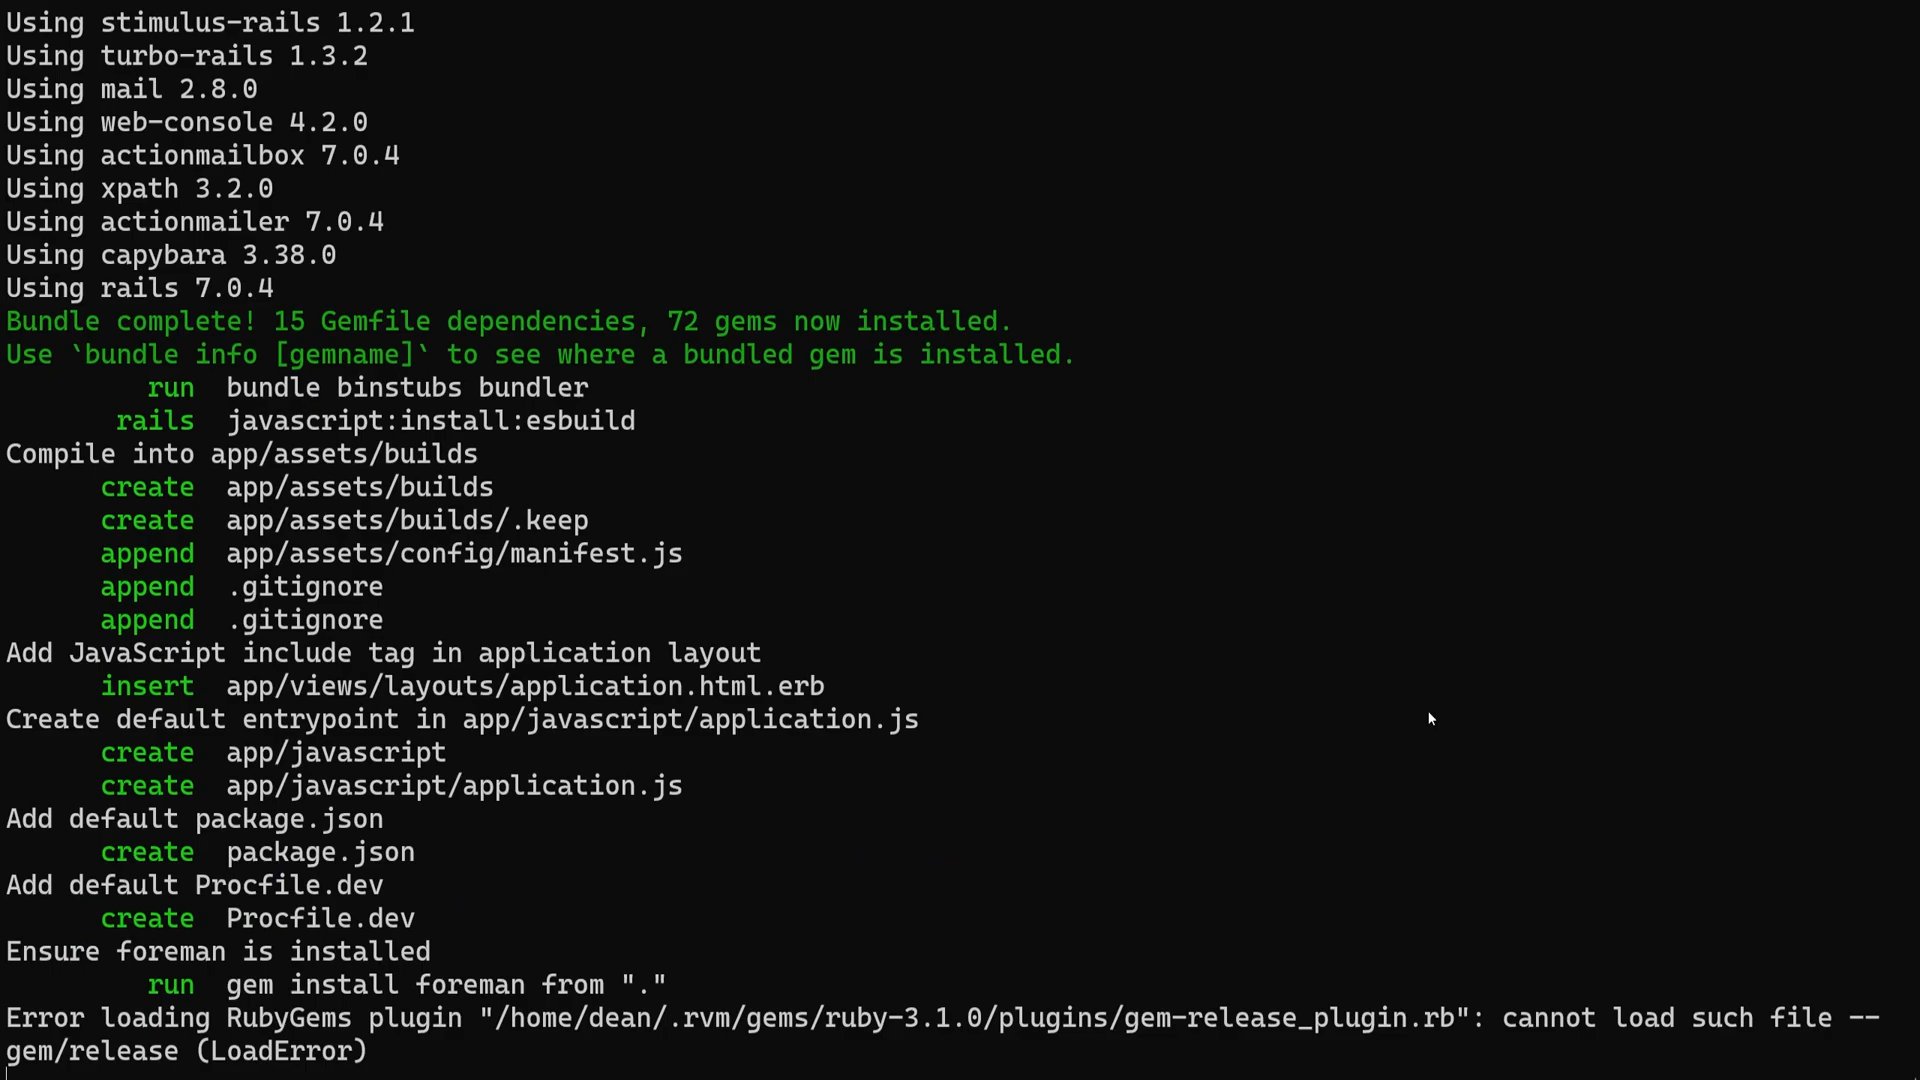 Using stimulus-rails 1.2.1
Using turbo-rails 1.3.2
Using mail 2.8.0
Using web-console 4.2.0
Using actionmailbox 7.0.4
Using xpath 3.2.0
Using actionmailer 7.0.4
Using capybara 3.38.0
Using rails 7.0.4
Bundle complete! 15 Gemfile dependencies, 72 gems now installed.
Use `bundle info [gemname]` to see where a bundled gem is installed.
         run  bundle binstubs bundler
       rails  javascript:install:esbuild
Compile into app/assets/builds
      create  app/assets/builds
      create  app/assets/builds/.keep
      append  app/assets/config/manifest.js
      append  .gitignore
      append  .gitignore
Add JavaScript include tag in application layout
      insert  app/views/layouts/application.html.erb
Create default entrypoint in app/javascript/application.js
      create  app/javascript
      create  app/javascript/application.js
Add default package.json
      create  package.json
Add default Procfile.dev
      create  Procfile.dev
Ensure foreman is installed
         run  gem install foreman from "."
Error loading RubyGems plugin "/home/dean/.rvm/gems/ruby-3.1.0/plugins/gem-release_plugin.rb": cannot load such file --
gem/release (LoadError)